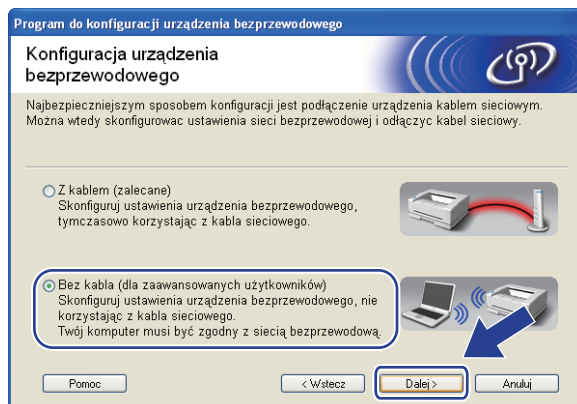 Program do konfiguracji urządzenia bezprzewodowego
Konfiguracja urządzenia
bezprzewodowego
Najbezpieczniejszym sposobem konfiguracji jest podłączenie urządzenia kablem sieciowym.
Można wtedy skonfigurowac ustawienia sieci bezprzewodowej i odłączyc kabel sieciowy.
Z kablem (zalecane)
Skonfiguruj ustawienia urządzenia bezprzewodowego,
tymczasowo korzystając z kabla sieciowego.
Bez kabla (dla zaawansowanych użytkowników)
Skonfiguruj ustawienia urządzenia bezprzewodowego, nie
korzystając z kabla sieciowego.
Twój komputer musi być zgodny z siecią bezprzewodową.
Pomoc
< Wstecz
Dalej >
Anuluj